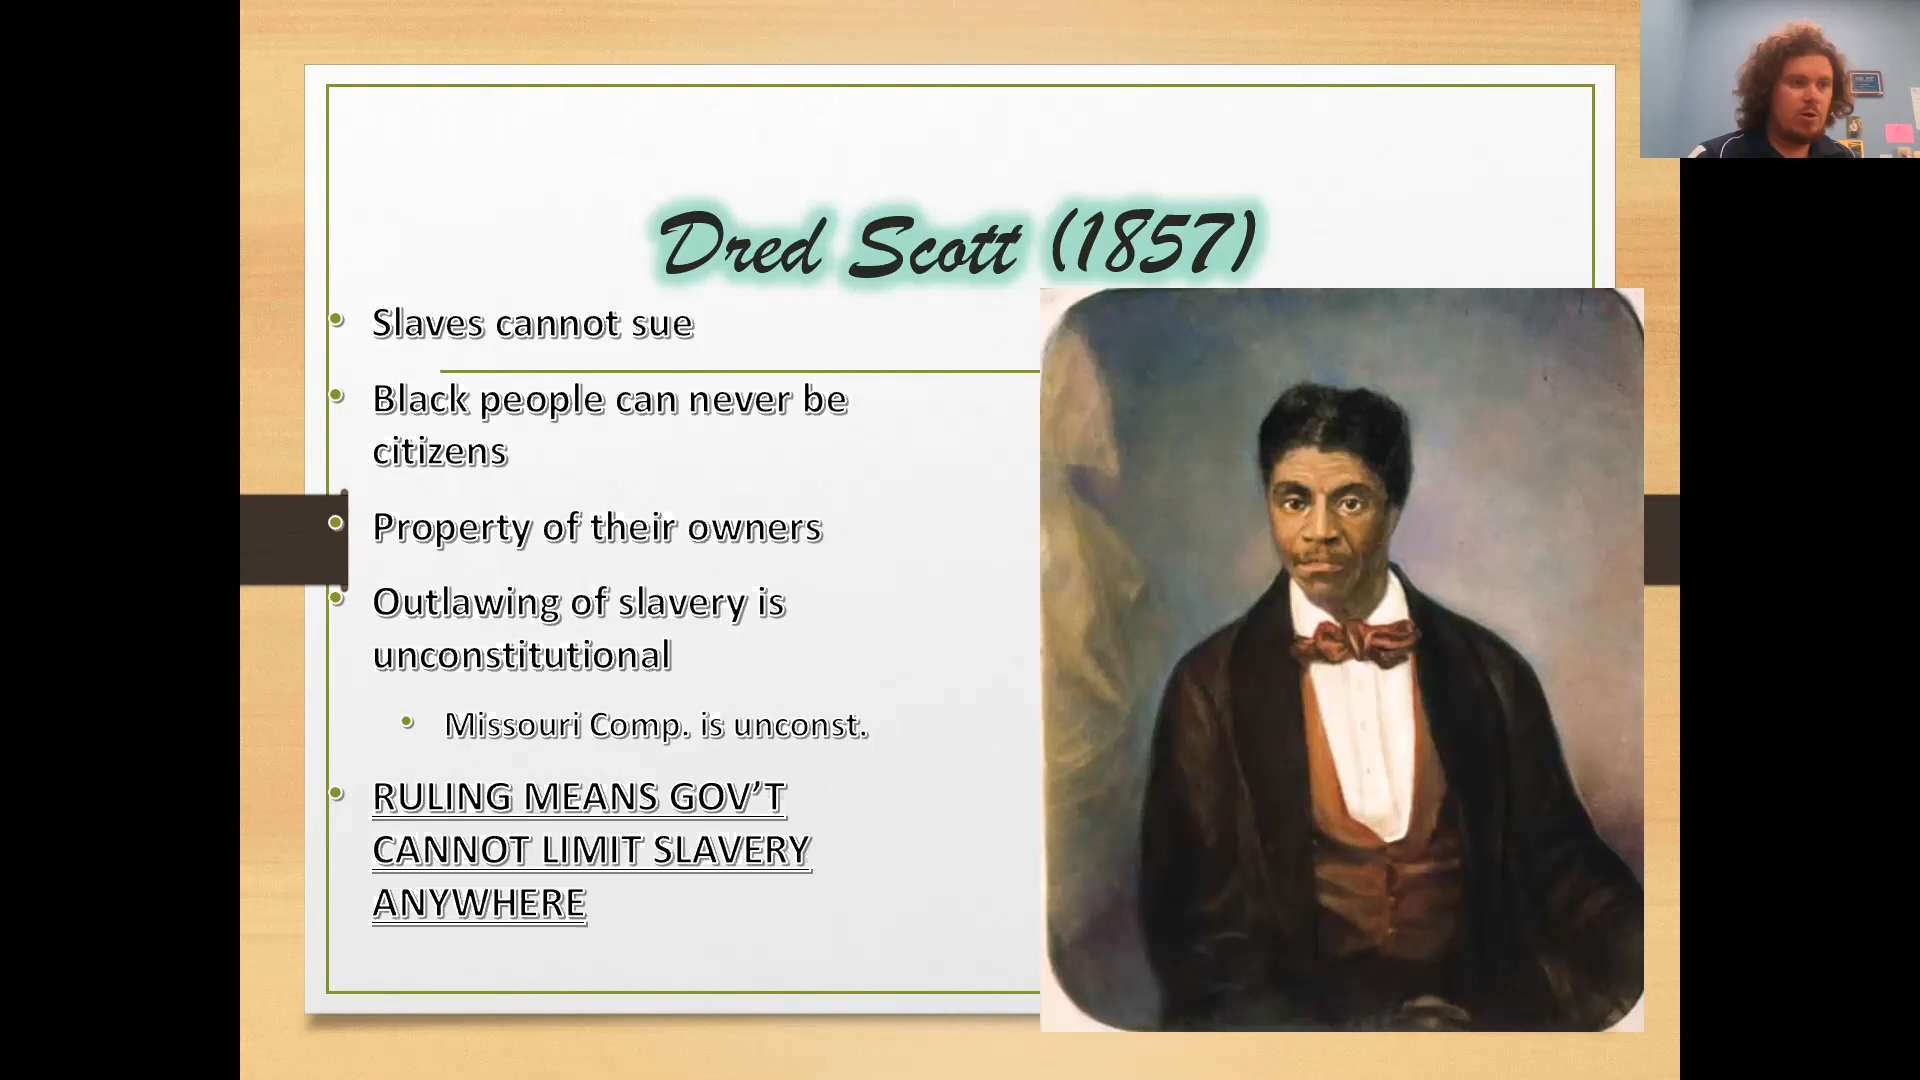 Dred Scott (1857)
Slaves cannot sue
Black people can never be
citizens
Property of their owners
Outlawing of slavery is
unconstitutional
Missouri Comp. is unconst.
RULING MEANS GOV'T
CANNOT LIMIT SLAVERY
ANYWHERE